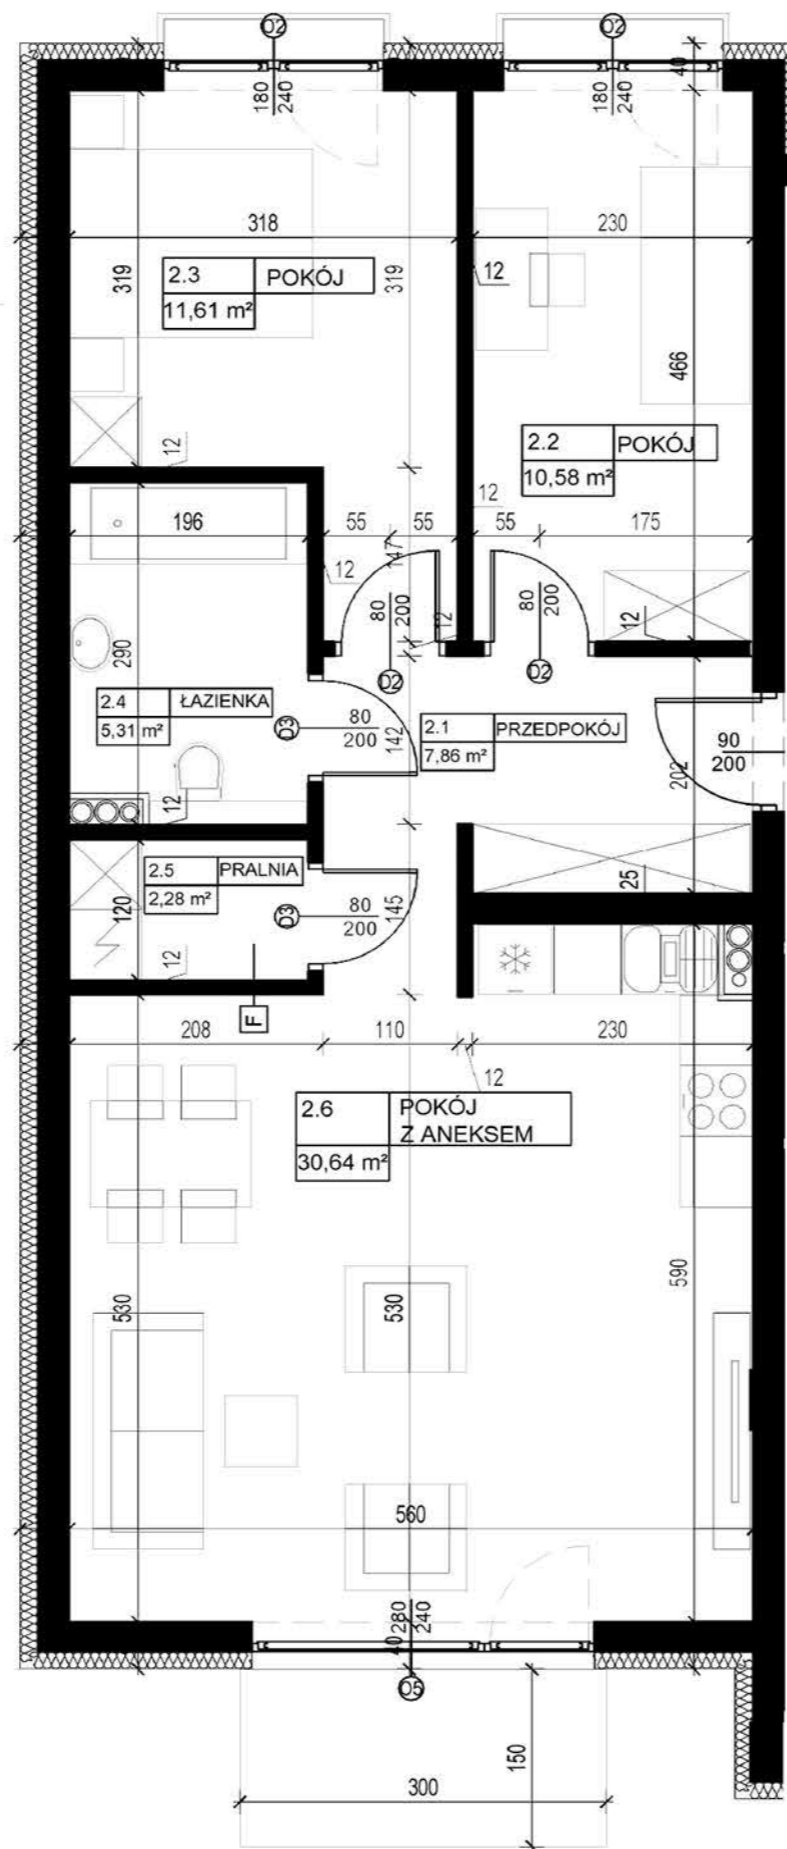 O2
O2
180
240
180
240
40
318
230
319
319
12
2.3
POKÓJ
11,61 m²
466
2.2
POKÓJ
10,58 m²
12
12
196
55
55
55
175
147
12
80
200
12
80
200
12
290
D2
D2
2.4
ŁAZIENKA
5,31 m²
D3
80
200
142
2.1
PRZEDPOKÓJ
7,86 m²
202
90
200
12
25
2.5
PRALNIA
2,28 m²
120
D3
80
200
145
12
F
208
110
230
12
2.6
POKÓJ
Z ANEKSEM
30,64 m²
530
530
590
560
280
240
40
O5
150
300